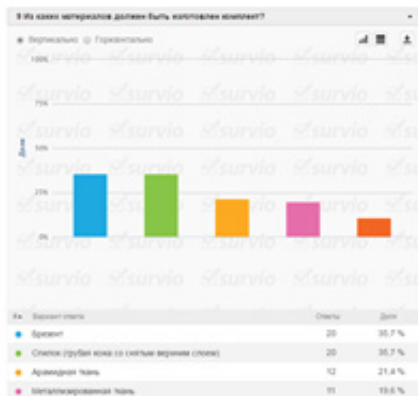 9 Из каких материалов должен быть изготовлен комплект?
Вертикально Горизонтально
100%
75%
50%
25%
0%
Доля
survio
Вариант ответа Ответы Доля
Брезент 20 35,7 %
Спилок (грубая кожа со снятым верхним слоем) 20 35,7 %
Арамидная ткань 12 21,4 %
Металлизированная ткань 11 19,6 %